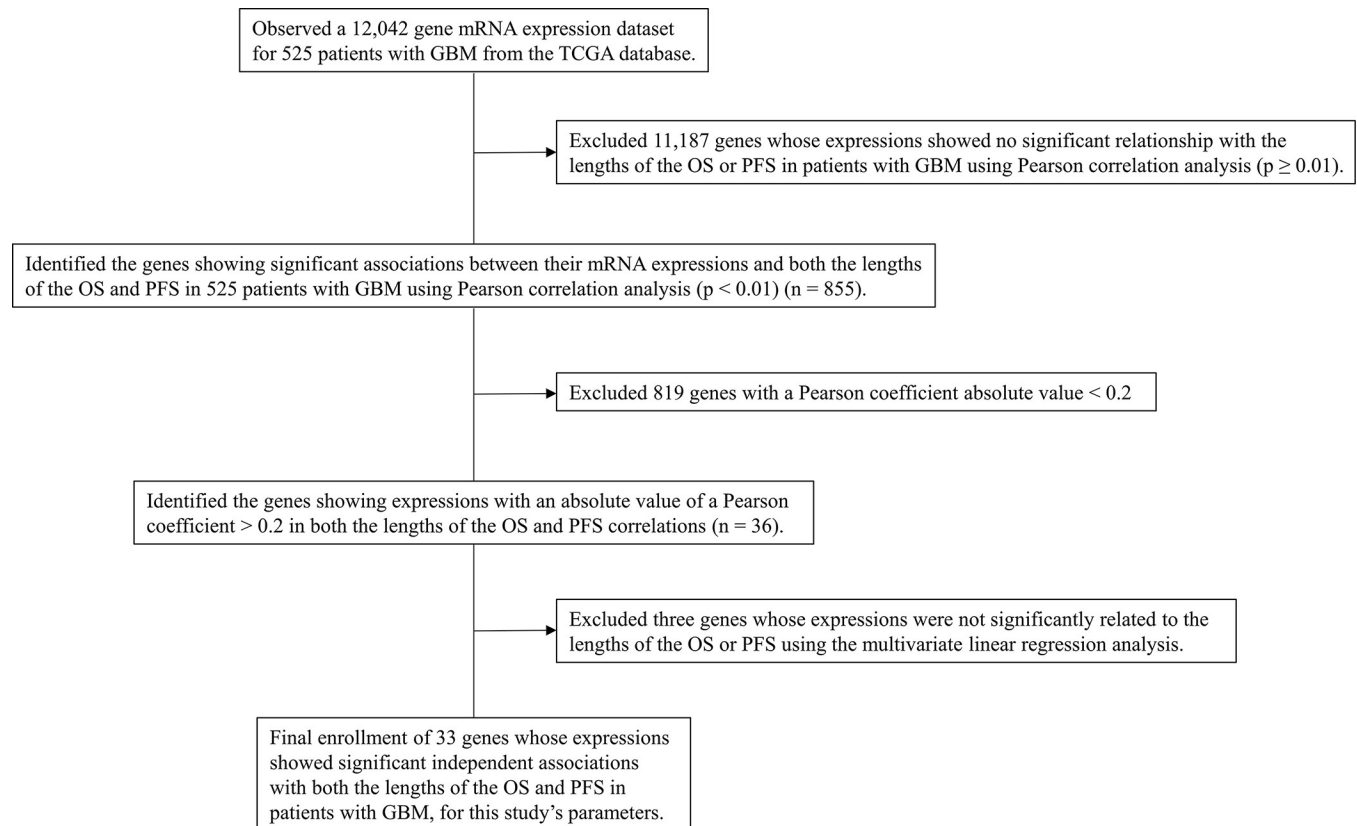 Observed a 12,042 gene mRNA expression dataset
for 525 patients with GBM from the TCGA database.
Excluded 11,187 genes whose expressions showed no significant relationship with the
lengths of the OS or PFS in patients with GBM using Pearson correlation analysis (p ≥ 0.01).
Identified the genes showing significant associations between their mRNA expressions and both the lengths
of the OS and PFS in 525 patients with GBM using Pearson correlation analysis (p < 0.01) (n = 855).
Excluded 819 genes with a Pearson coefficient absolute value < 0.2
Identified the genes showing expressions with an absolute value of a Pearson
coefficient > 0.2 in both the lengths of the OS and PFS correlations (n = 36).
Excluded three genes whose expressions were not significantly related to the
lengths of the OS or PFS using the multivariate linear regression analysis.
Final enrollment of 33 genes whose expressions
showed significant independent associations
with both the lengths of the OS and PFS in
patients with GBM, for this study’s parameters.